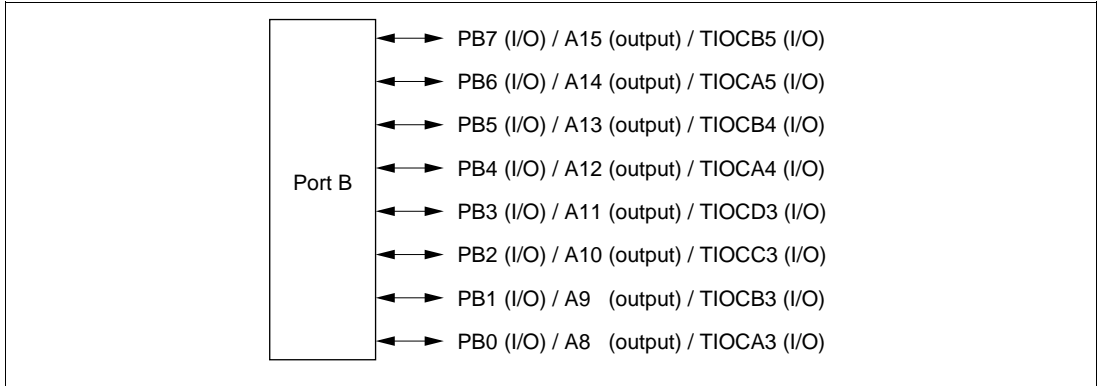 PB7 (I/O) / A15 (output) / TIOCB5 (I/O)
PB6 (I/O) / A14 (output) / TIOCA5 (I/O)
PB5 (I/O) / A13 (output) / TIOCB4 (I/O)
PB4 (I/O) / A12 (output) / TIOCA4 (I/O)
Port B
PB3 (I/O) / A11 (output) / TIOCD3 (I/O)
PB2 (I/O) / A10 (output) / TIOCC3 (I/O)
PB1 (I/O) / A9 (output) / TIOCB3 (I/O)
PB0 (I/O) / A8 (output) / TIOCA3 (I/O)